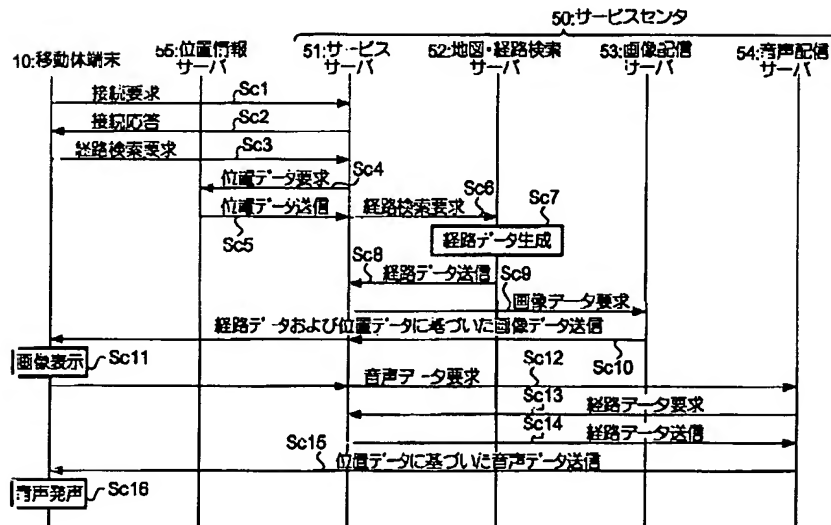 50:サービスセンタ
10:移動体端末
55:位置情報
サーバ
51:サービス
サーバ
52:地図・経路検索
サーバ
53:画像配信
サーバ
54:音声配信
サーバ
接続要求
Sc1
接続応答
Sc2
経路検索要求
Sc3
位置データ要求
Sc4
位置データ送信
Sc5
経路検索要求
Sc6
Sc7
経路データ生成
Sc8
経路データ送信
Sc9
画像データ要求
経路データおよび位置データに基づいた画像データ送信
Sc10
画像表示
Sc11
音声データ要求
Sc12
Sc13
経路データ要求
Sc14
経路データ送信
Sc15
位置データに基づいた音声データ送信
音声発声
Sc16